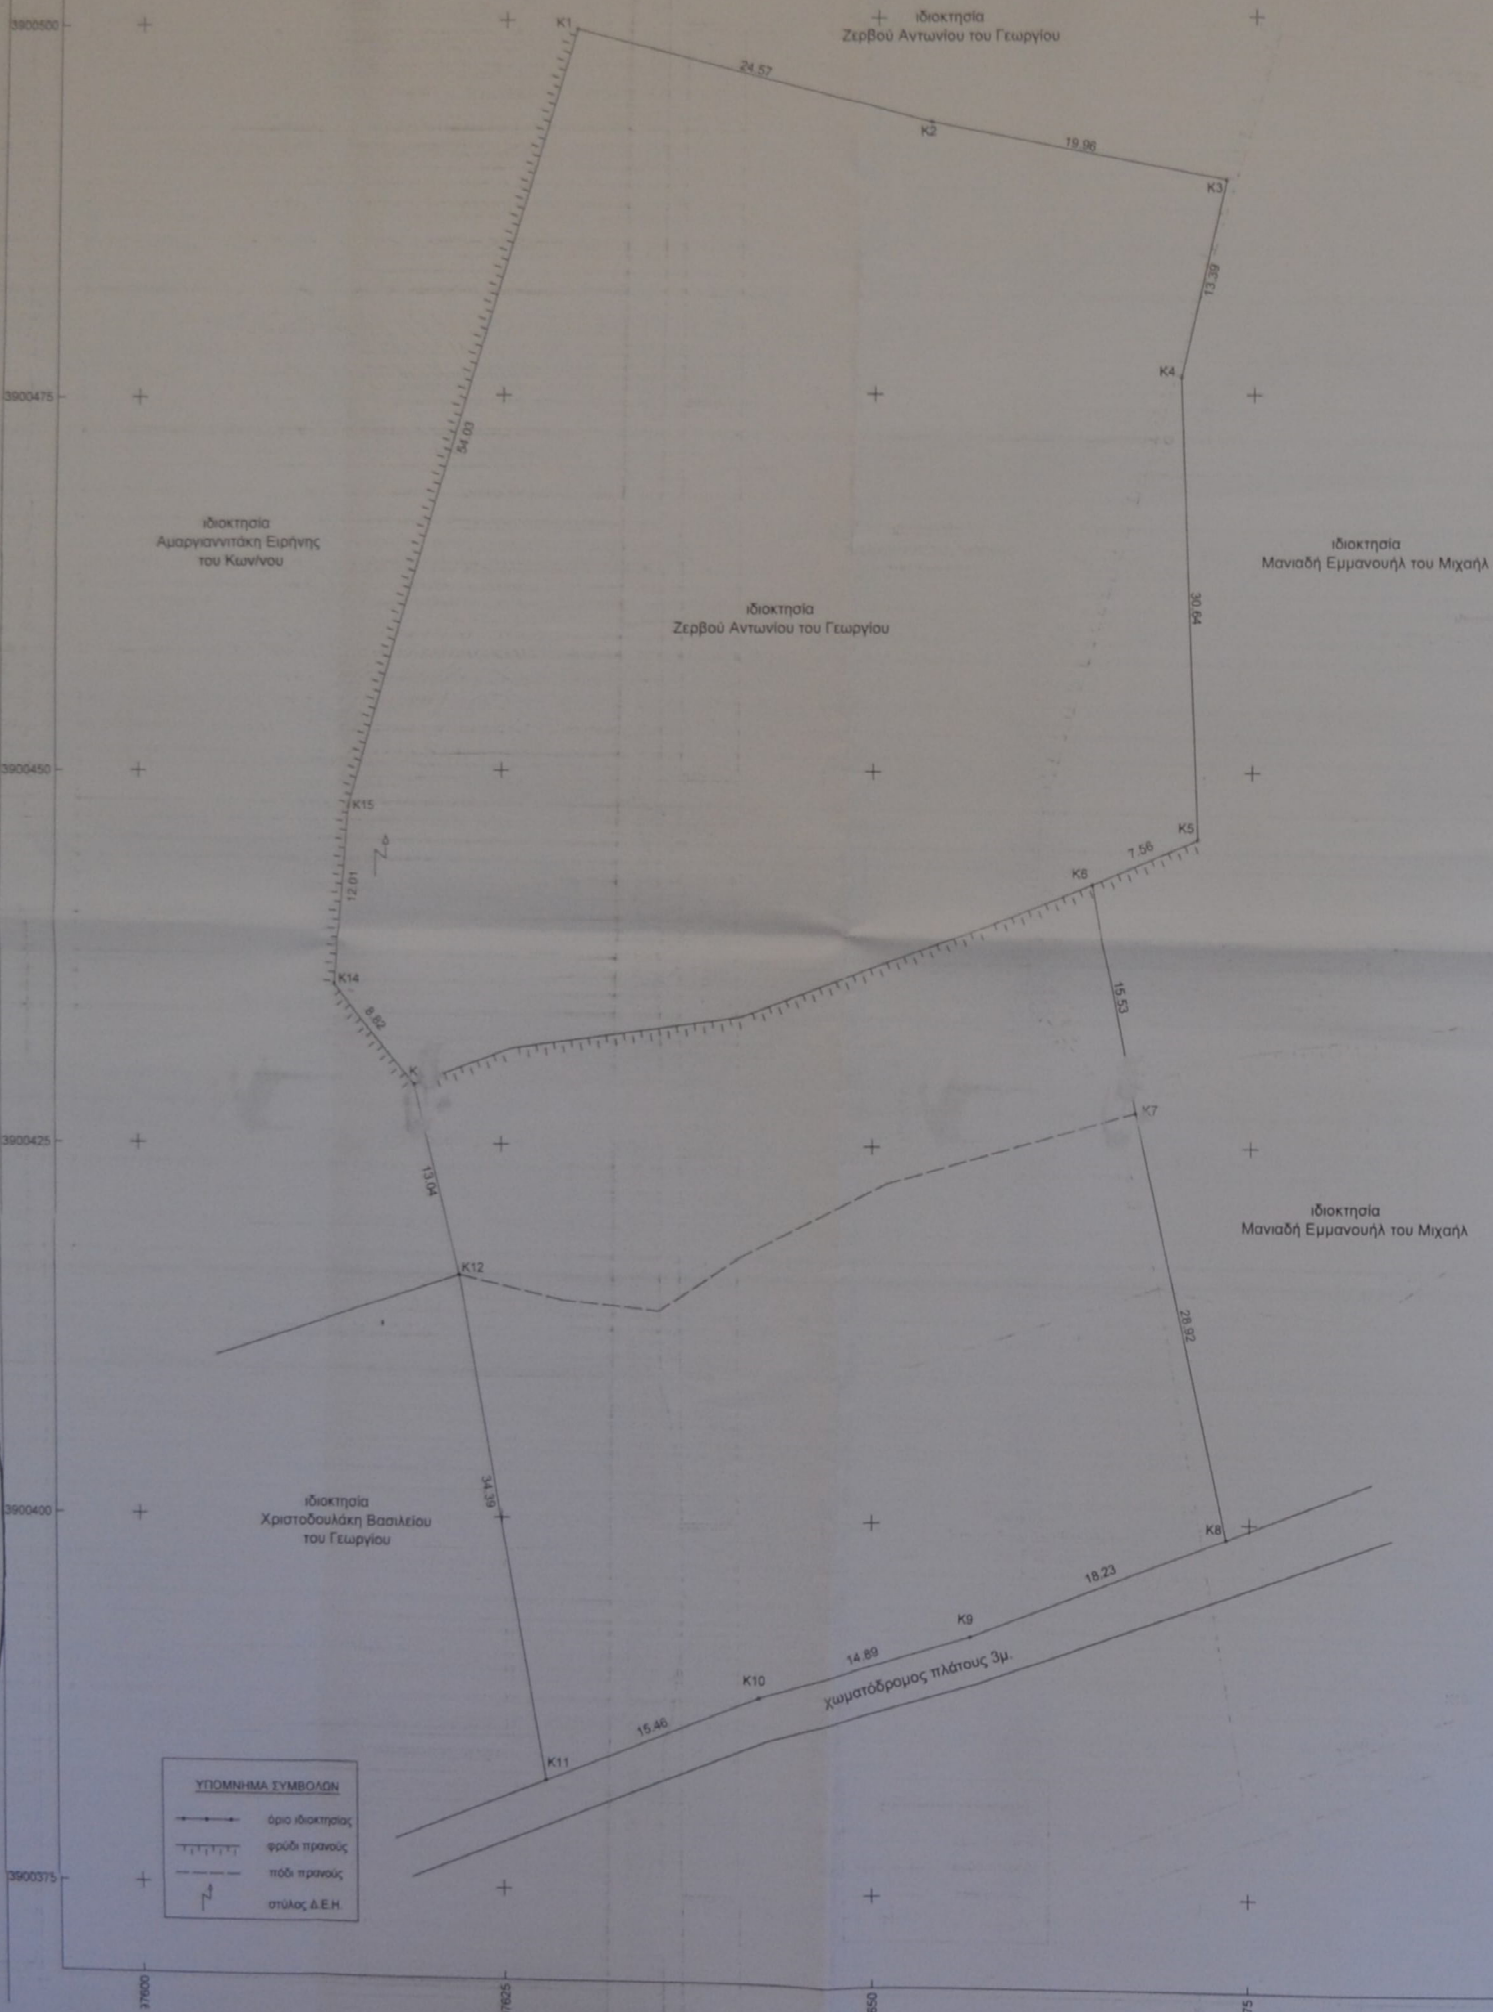 3900500
K1
ιδιοκτησία
Ζερβού Αντωνίου του Γεωργίου
24.57
K2
19.96
K3
13.39
K4
3900475
54.03
ιδιοκτησία
Αμαργιαννιτάκη Ειρήνης
του Κων/νου
ιδιοκτησία
Μανιαδή Εμμανουήλ του Μιχαήλ
30.64
ιδιοκτησία
Ζερβού Αντωνίου του Γεωργίου
3900450
K15
K5
7.56
K6
12.01
K14
8.82
15.53
K7
3900425
13.04
ιδιοκτησία
Μανιαδή Εμμανουήλ του Μιχαήλ
K12
28.92
34.39
3900400
ιδιοκτησία
Χριστοδουλάκη Βασιλείου
του Γεωργίου
K8
18.23
K9
14.89
χωματόδρομος πλάτους 3μ.
K10
15.46
K11
ΥΠΟΜΝΗΜΑ ΣΥΜΒΟΛΩΝ
όριο ιδιοκτησίας
φρύδι πρανούς
πόδι πρανούς
στύλος Δ.Ε.Η.
3900375